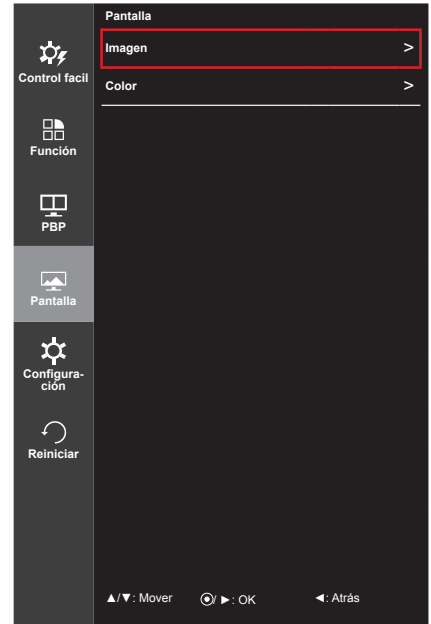 Pantalla
Imagen >
Color >
Control facil
Función
PBP
Pantalla
Configura-
ción
Reiniciar
▲/▼: Mover ◉/ ►: OK ◄: Atrás